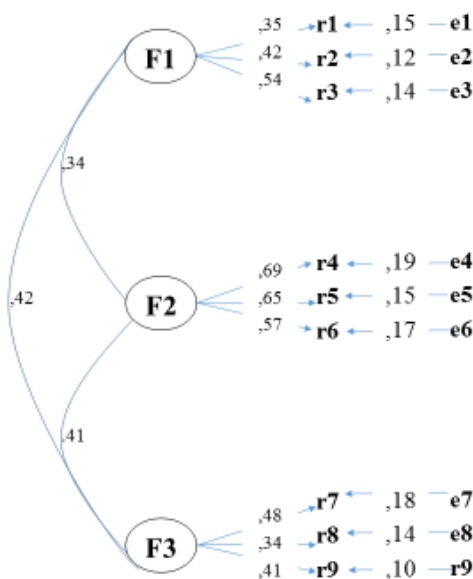 ,35 r1 ,15 e1
F1 ,42 r2 ,12 e2
,54 r3 ,14 e3
,34
,69 r4 ,19 e4
,42 F2 ,65 r5 ,15 e5
,57 r6 ,17 e6
,41
,48 r7 ,18 e7
F3 ,34 r8 ,14 e8
,41 r9 ,10 r9